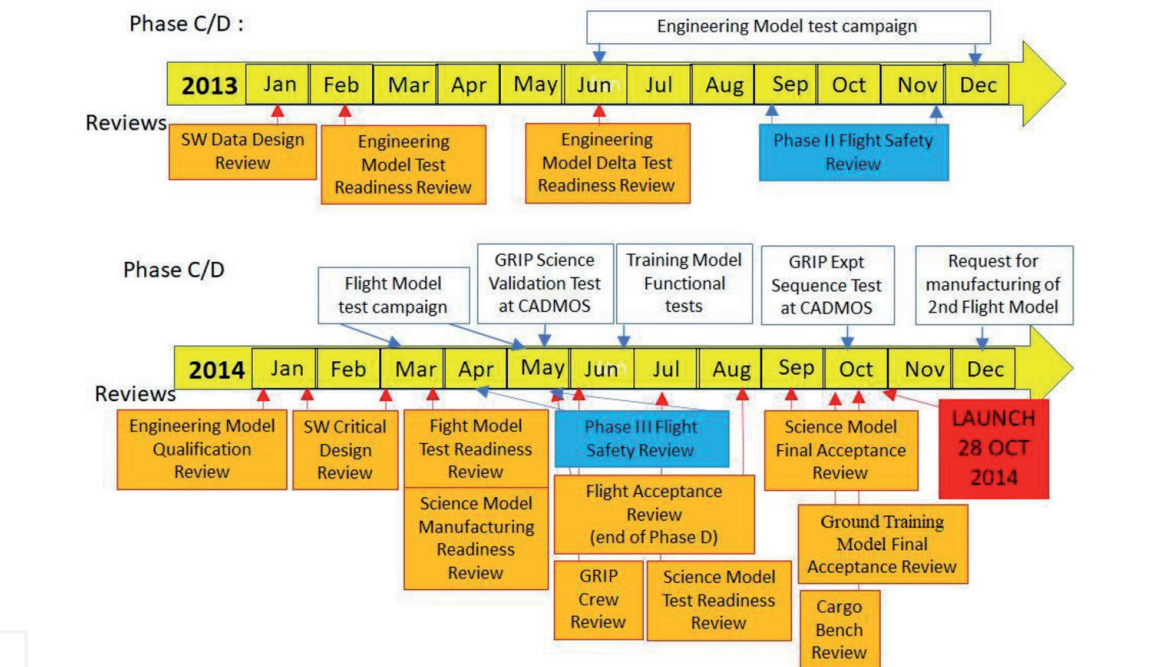 Phase C/D :
Engineering Model test campaign
2013 Jan Feb Mar Apr May Jun Jul Aug Sep Oct Nov Dec
Reviews
SW Data Design
Review
Engineering
Model Test
Readiness Review
Engineering
Model Delta Test
Readiness Review
Phase II Flight Safety
Review
Phase C/D
Flight Model
test campaign
GRIP Science
Validation Test
at CADMOS
Training Model
Functional
tests
GRIP Expt
Sequence Test
at CADMOS
Request for
manufacturing of
2nd Flight Model
2014 Jan Feb Mar Apr May Jun Jul Aug Sep Oct Nov Dec
Reviews
Engineering Model
Qualification
Review
SW Critical
Design
Review
Fight Model
Test Readiness
Review
Science Model
Manufacturing
Readiness
Review
Phase III Flight
Safety Review
Flight Acceptance
Review
(end of Phase D)
GRIP
Crew
Review
Science Model
Test Readiness
Review
Science Model
Final Acceptance
Review
Ground Training
Model Final
Acceptance Review
Cargo
Bench
Review
LAUNCH
28 OCT
2014